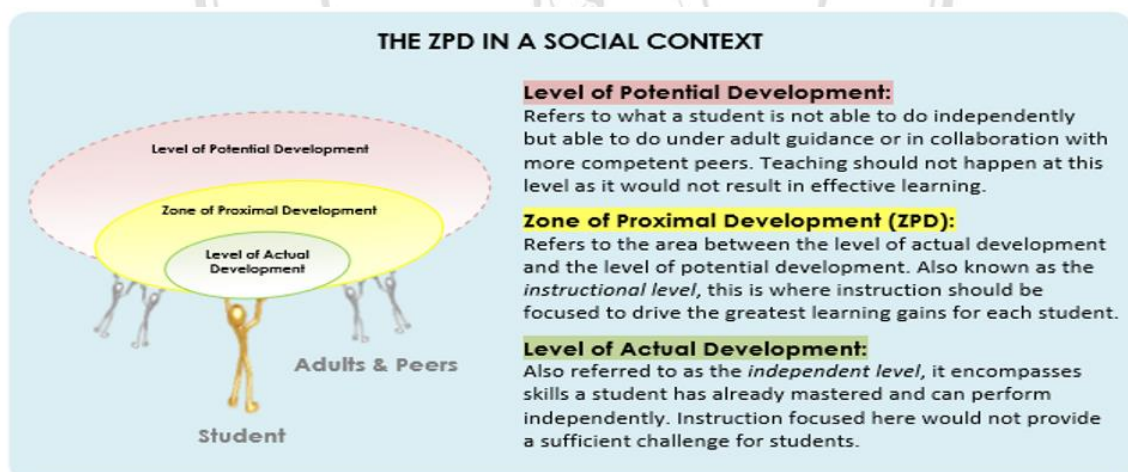 THE ZPD IN A SOCIAL CONTEXT
Level of Potential Development
Zone of Proximal Development
Level of Actual
Development
Adults & Peers
Student
Level of Potential Development:
Refers to what a student is not able to do independently
but able to do under adult guidance or in collaboration with
more competent peers. Teaching should not happen at this
level as it would not result in effective learning.
Zone of Proximal Development (ZPD):
Refers to the area between the level of actual development
and the level of potential development. Also known as the
instructional level, this is where instruction should be
focused to drive the greatest learning gains for each student.
Level of Actual Development:
Also referred to as the independent level, it encompasses
skills a student has already mastered and can perform
independently. Instruction focused here would not provide
a sufficient challenge for students.